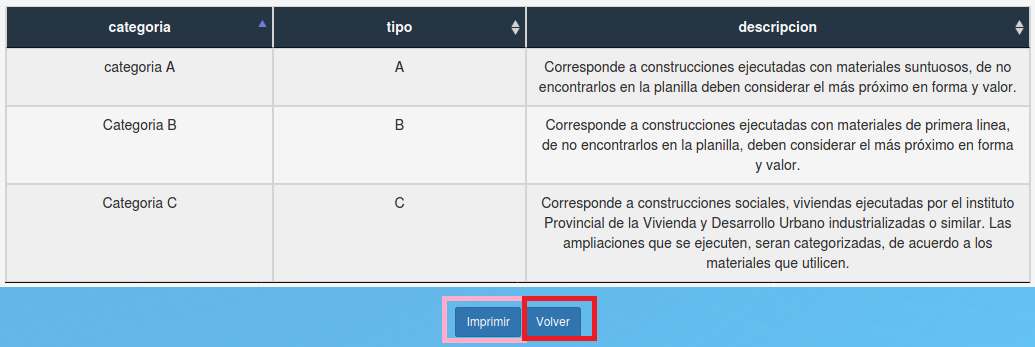 categoria tipo descripcion
categoria A A Corresponde a construcciones ejecutadas con materiales suntuosos, de no
encontrarlos en la planilla deben considerar el más próximo en forma y valor.
Categoria B B Corresponde a construcciones ejecutadas con materiales de primera linea,
de no encontrarlos en la planilla, deben considerar el más próximo en forma
y valor.
Categoria C C Corresponde a construcciones sociales, viviendas ejecutadas por el instituto
Provincial de la Vivienda y Desarrollo Urbano industrializadas o similar. Las
ampliaciones que se ejecuten, seran categorizadas, de acuerdo a los
materiales que utilicen.
Imprimir Volver